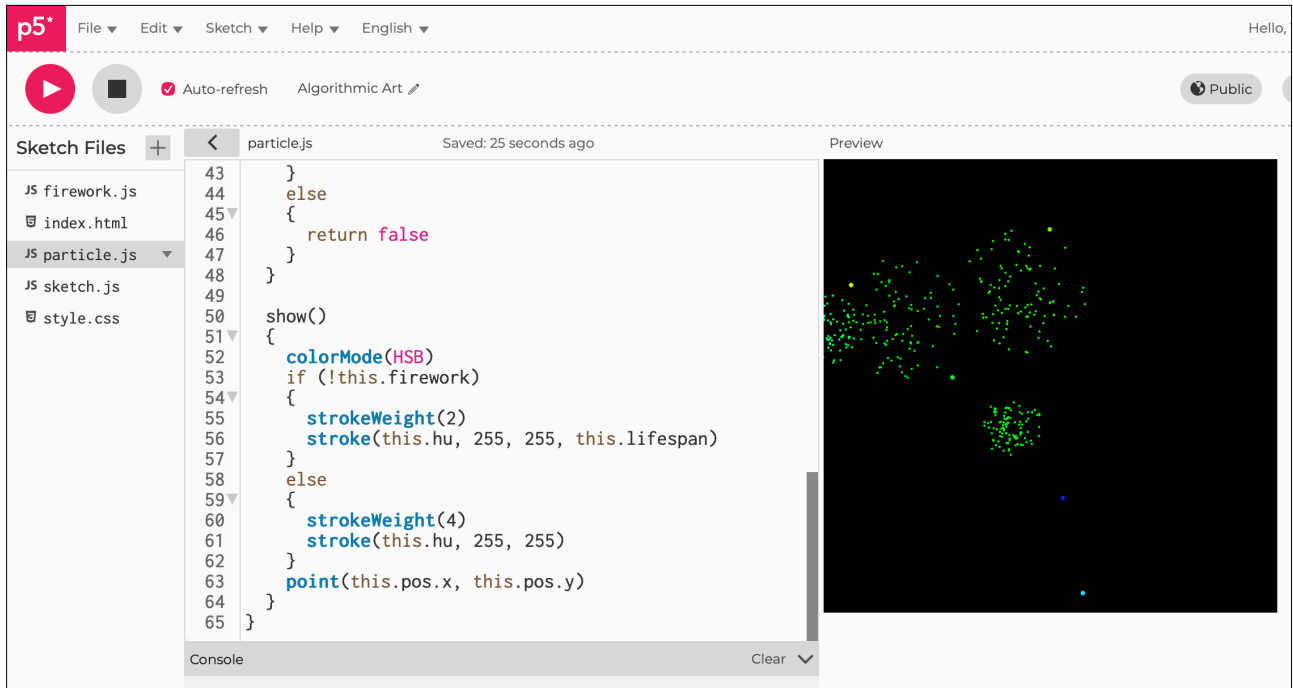 p5* File Edit Sketch Help English Hello,
Auto-refresh Algorithmic Art Public
Sketch Files + particle.js Saved: 25 seconds ago Preview
JS firework.js
index.html
JS particle.js
JS sketch.js
style.css
43 }
44 else
45 {
46 return false
47 }
48 }
49
50 show()
51 {
52 colorMode(HSB)
53 if (!this.firework)
54 {
55 strokeWeight(2)
56 stroke(this.hu, 255, 255, this.lifespan)
57 }
58 else
59 {
60 strokeWeight(4)
61 stroke(this.hu, 255, 255)
62 }
63 point(this.pos.x, this.pos.y)
64 }
65 }
Console Clear